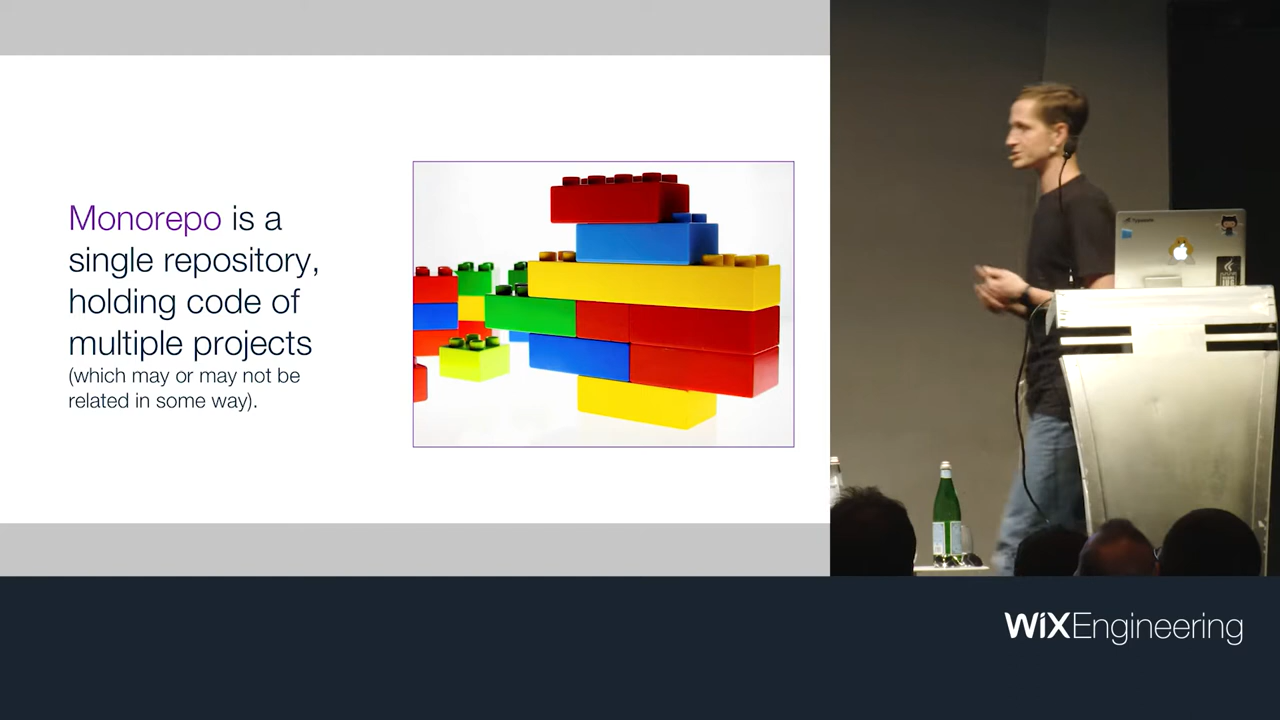 Monorepo is a
single repository,
holding code of
multiple projects
(which may or may not be
related in some way).
WiXEngineering